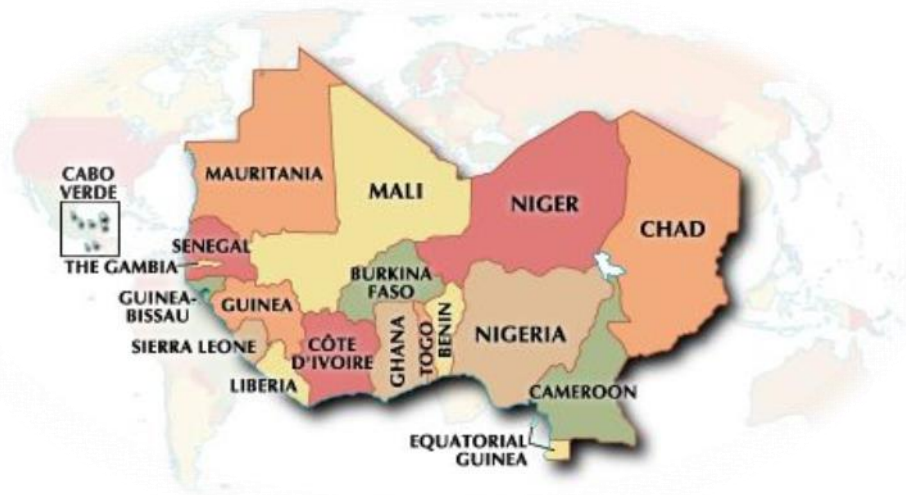 MAURITANIA
CABO
VERDE
MALI
NIGER
CHAD
SENEGAL
THE GAMBIA
BURKINA
FASO
GUINEA-
BISSAU
GUINEA
NIGERIA
SIERRA LEONE
CÔTE
D'IVOIRE
GHANA
TOGO
BENIN
LIBERIA
CAMEROON
EQUATORIAL
GUINEA